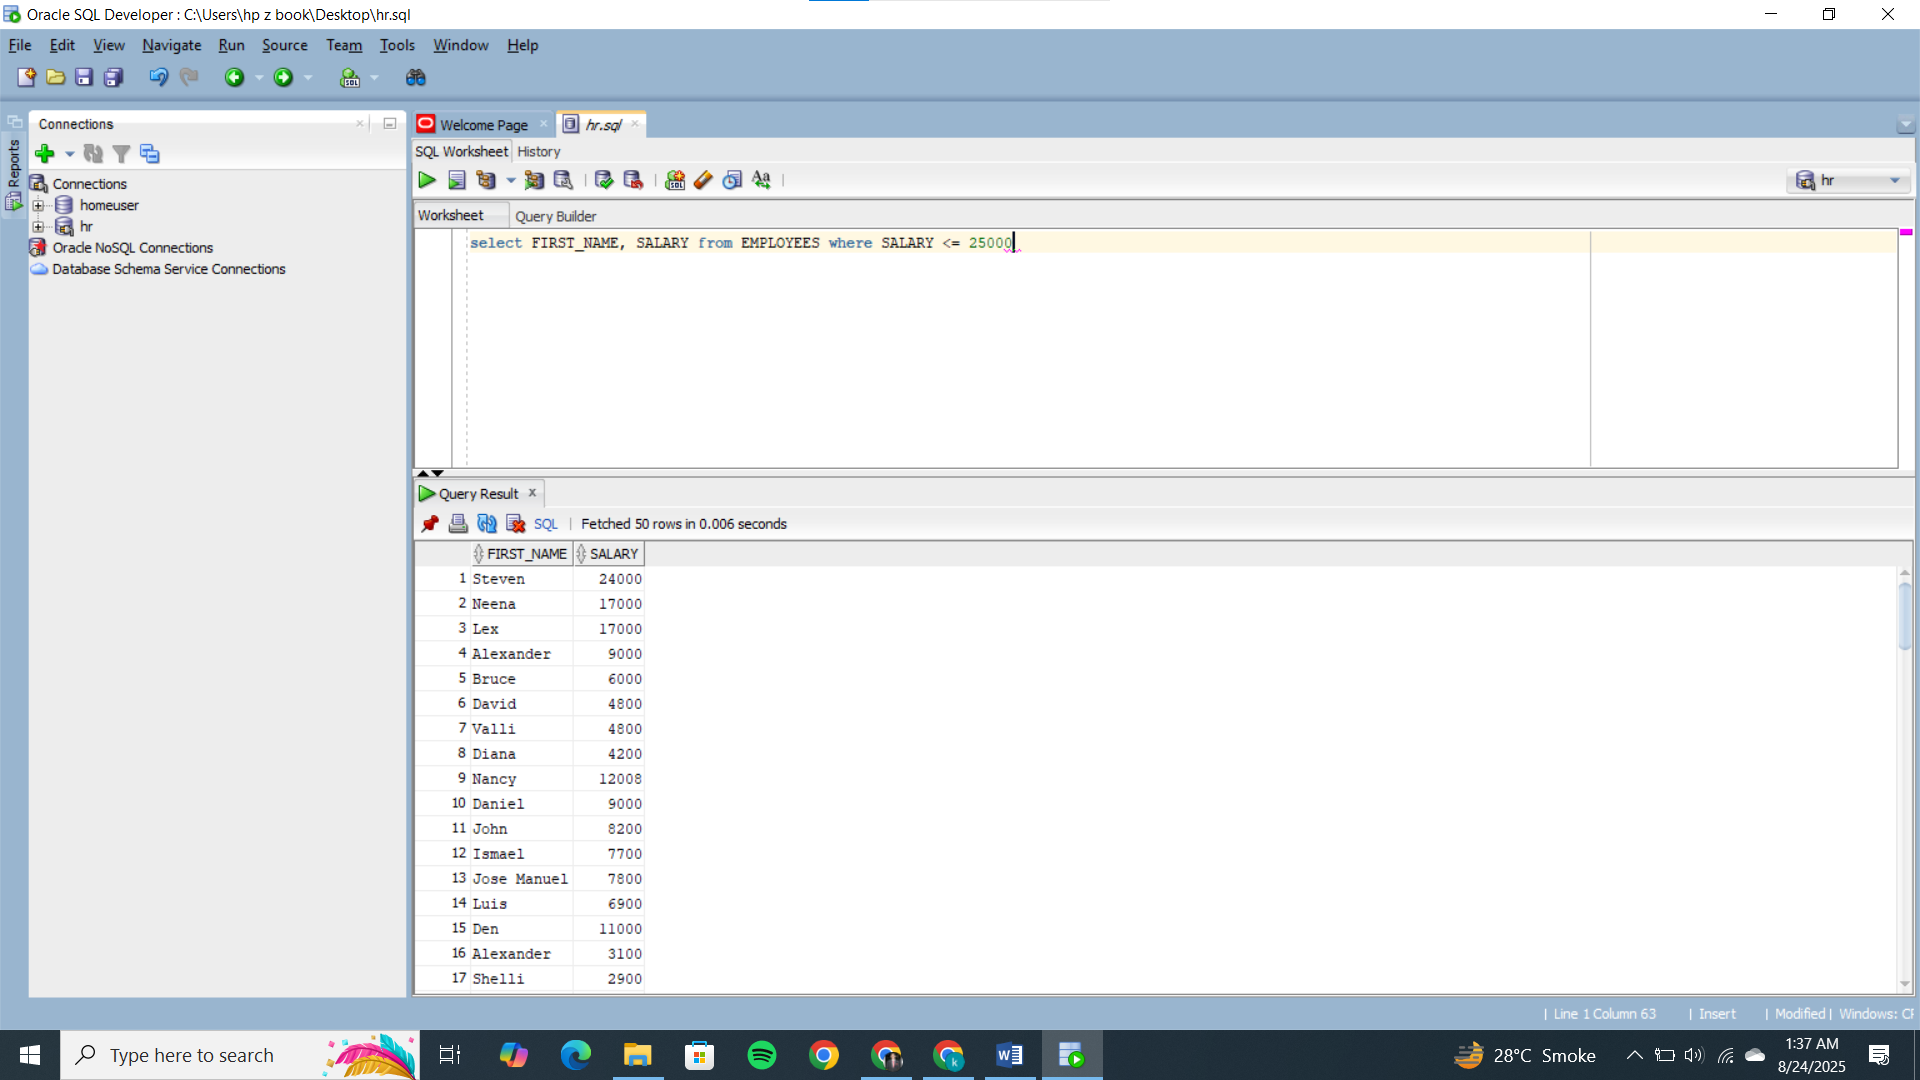 Oracle SQL Developer : C:\Users\hp z book\Desktop\hr.sql
File Edit View Navigate Run Source Team Tools Window Help
Reports
Connections
Connections
homeuser
hr
Oracle NoSQL Connections
Database Schema Service Connections
Welcome Page hr.sql
SQL Worksheet History
hr
Worksheet Query Builder
select FIRST_NAME, SALARY from EMPLOYEES where SALARY <= 25000
Query Result
SQL | Fetched 50 rows in 0.006 seconds
FIRST_NAME SALARY
1 Steven 24000
2 Neena 17000
3 Lex 17000
4 Alexander 9000
5 Bruce 6000
6 David 4800
7 Valli 4800
8 Diana 4200
9 Nancy 12008
10 Daniel 9000
11 John 8200
12 Ismael 7700
13 Jose Manuel 7800
14 Luis 6900
15 Den 11000
16 Alexander 3100
17 Shelli 2900
| Line 1 Column 63 | Insert | Modified | Windows: CF
Type here to search
28°C Smoke
1:37 AM
8/24/2025